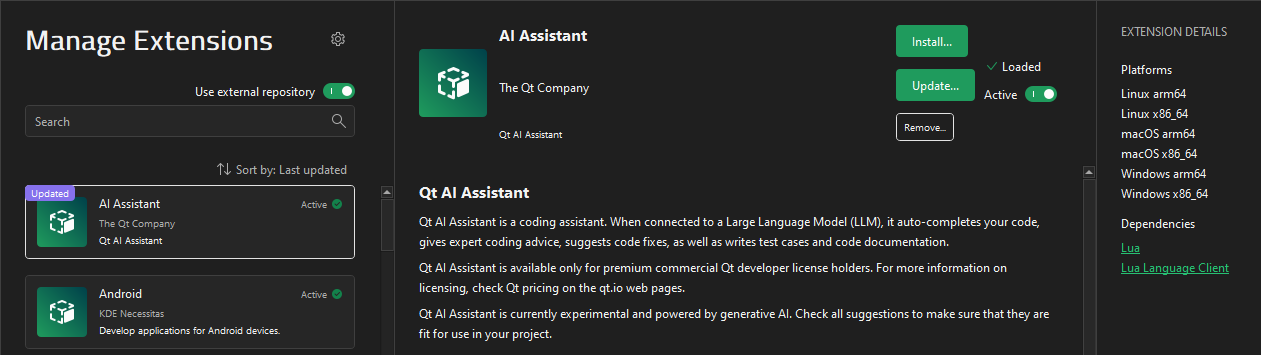 Manage Extensions
Use external repository
Search
Sort by: Last updated
Updated
AI Assistant
Active
The Qt Company
Qt AI Assistant
Android
Active
KDE Necessitas
Develop applications for Android devices.
AI Assistant
The Qt Company
Qt AI Assistant
Install...
Update...
Remove...
Loaded
Active
Qt AI Assistant
Qt AI Assistant is a coding assistant. When connected to a Large Language Model (LLM), it auto-completes your code,
gives expert coding advice, suggests code fixes, as well as writes test cases and code documentation.
Qt AI Assistant is available only for premium commercial Qt developer license holders. For more information on
licensing, check Qt pricing on the qt.io web pages.
Qt AI Assistant is currently experimental and powered by generative AI. Check all suggestions to make sure that they are
fit for use in your project.
EXTENSION DETAILS
Platforms
Linux arm64
Linux x86_64
macOS arm64
macOS x86_64
Windows arm64
Windows x86_64
Dependencies
Lua
Lua Language Client